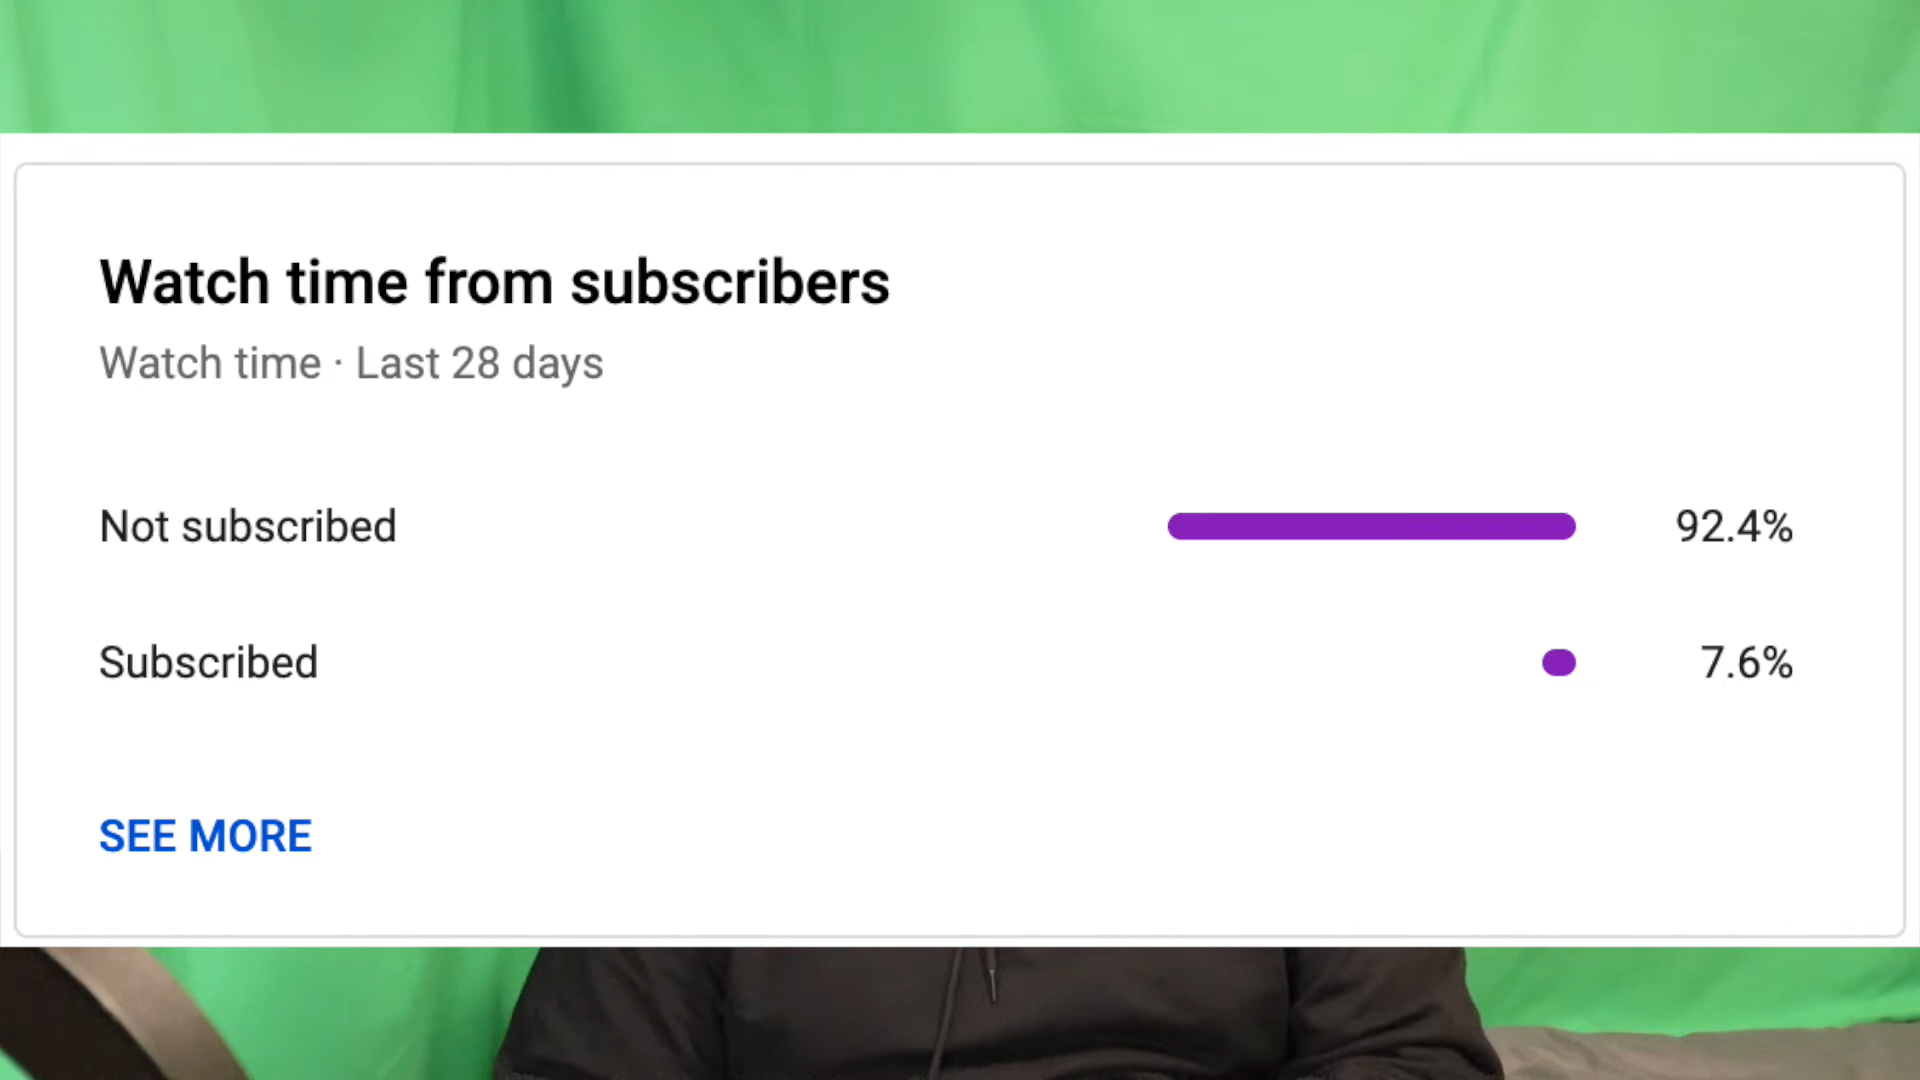 Watch time from subscribers
Watch time · Last 28 days
Not subscribed 92.4%
Subscribed 7.6%
SEE MORE